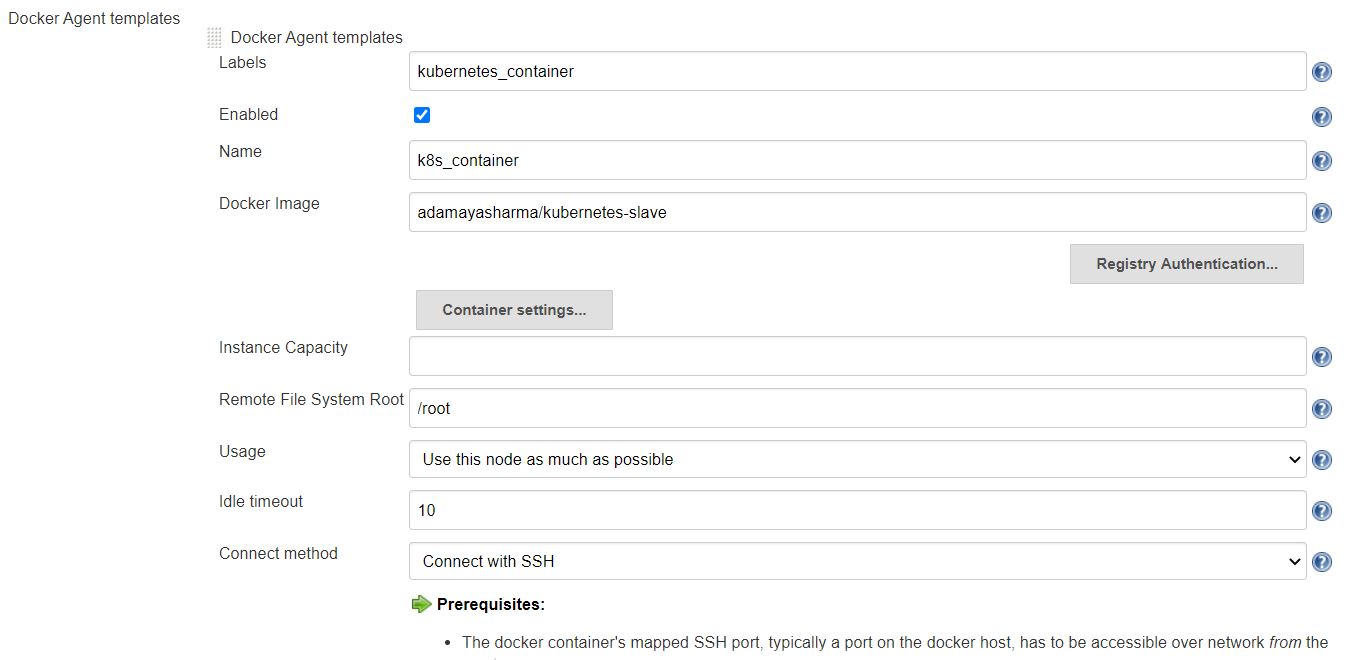 Docker Agent templates
Docker Agent templates
Labels
kubernetes_container
Enabled
Name
k8s_container
Docker Image
adamayasharma/kubernetes-slave
Registry Authentication...
Container settings...
Instance Capacity
Remote File System Root
/root
Usage
Use this node as much as possible
Idle timeout
10
Connect method
Connect with SSH
Prerequisites:
• The docker container's mapped SSH port, typically a port on the docker host, has to be accessible over network from the